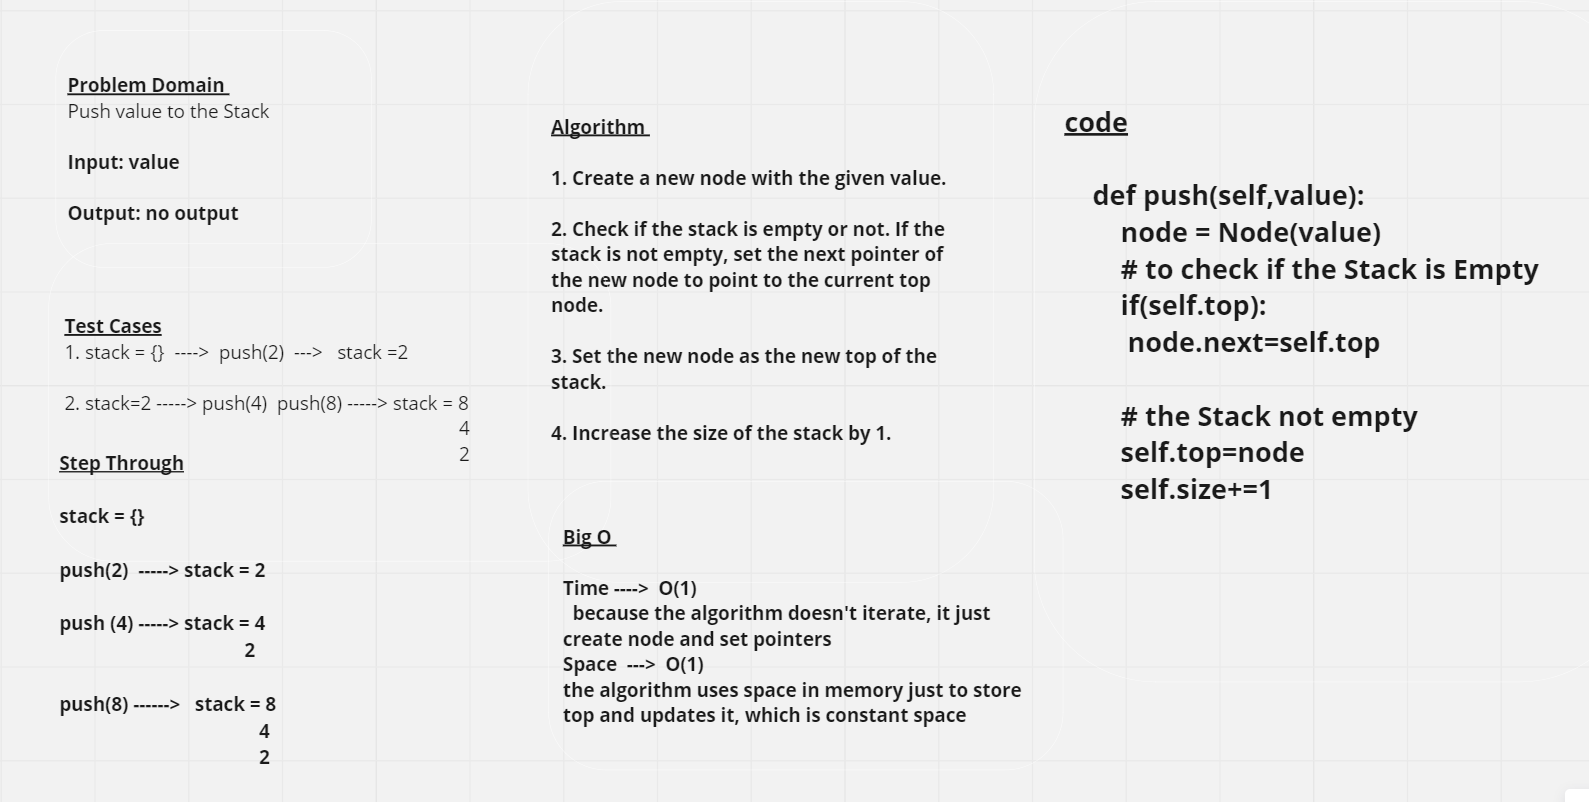 Problem Domain
Push value to the Stack
Input: value
Output: no output
Test Cases
1. stack = {} ----> push(2) ---> stack =2
2. stack=2 -----> push(4) push(8) -----> stack = 8
4
2
Step Through
stack = {}
push(2) -----> stack = 2
push (4) -----> stack = 4
2
push(8) ------> stack = 8
4
2
Algorithm
1. Create a new node with the given value.
2. Check if the stack is empty or not. If the
stack is not empty, set the next pointer of
the new node to point to the current top
node.
3. Set the new node as the new top of the
stack.
4. Increase the size of the stack by 1.
Big O
Time ----> O(1)
because the algorithm doesn't iterate, it just
create node and set pointers
Space ---> O(1)
the algorithm uses space in memory just to store
top and updates it, which is constant space
code
def push(self,value):
node = Node(value)
# to check if the Stack is Empty
if(self.top):
node.next=self.top
# the Stack not empty
self.top=node
self.size+=1